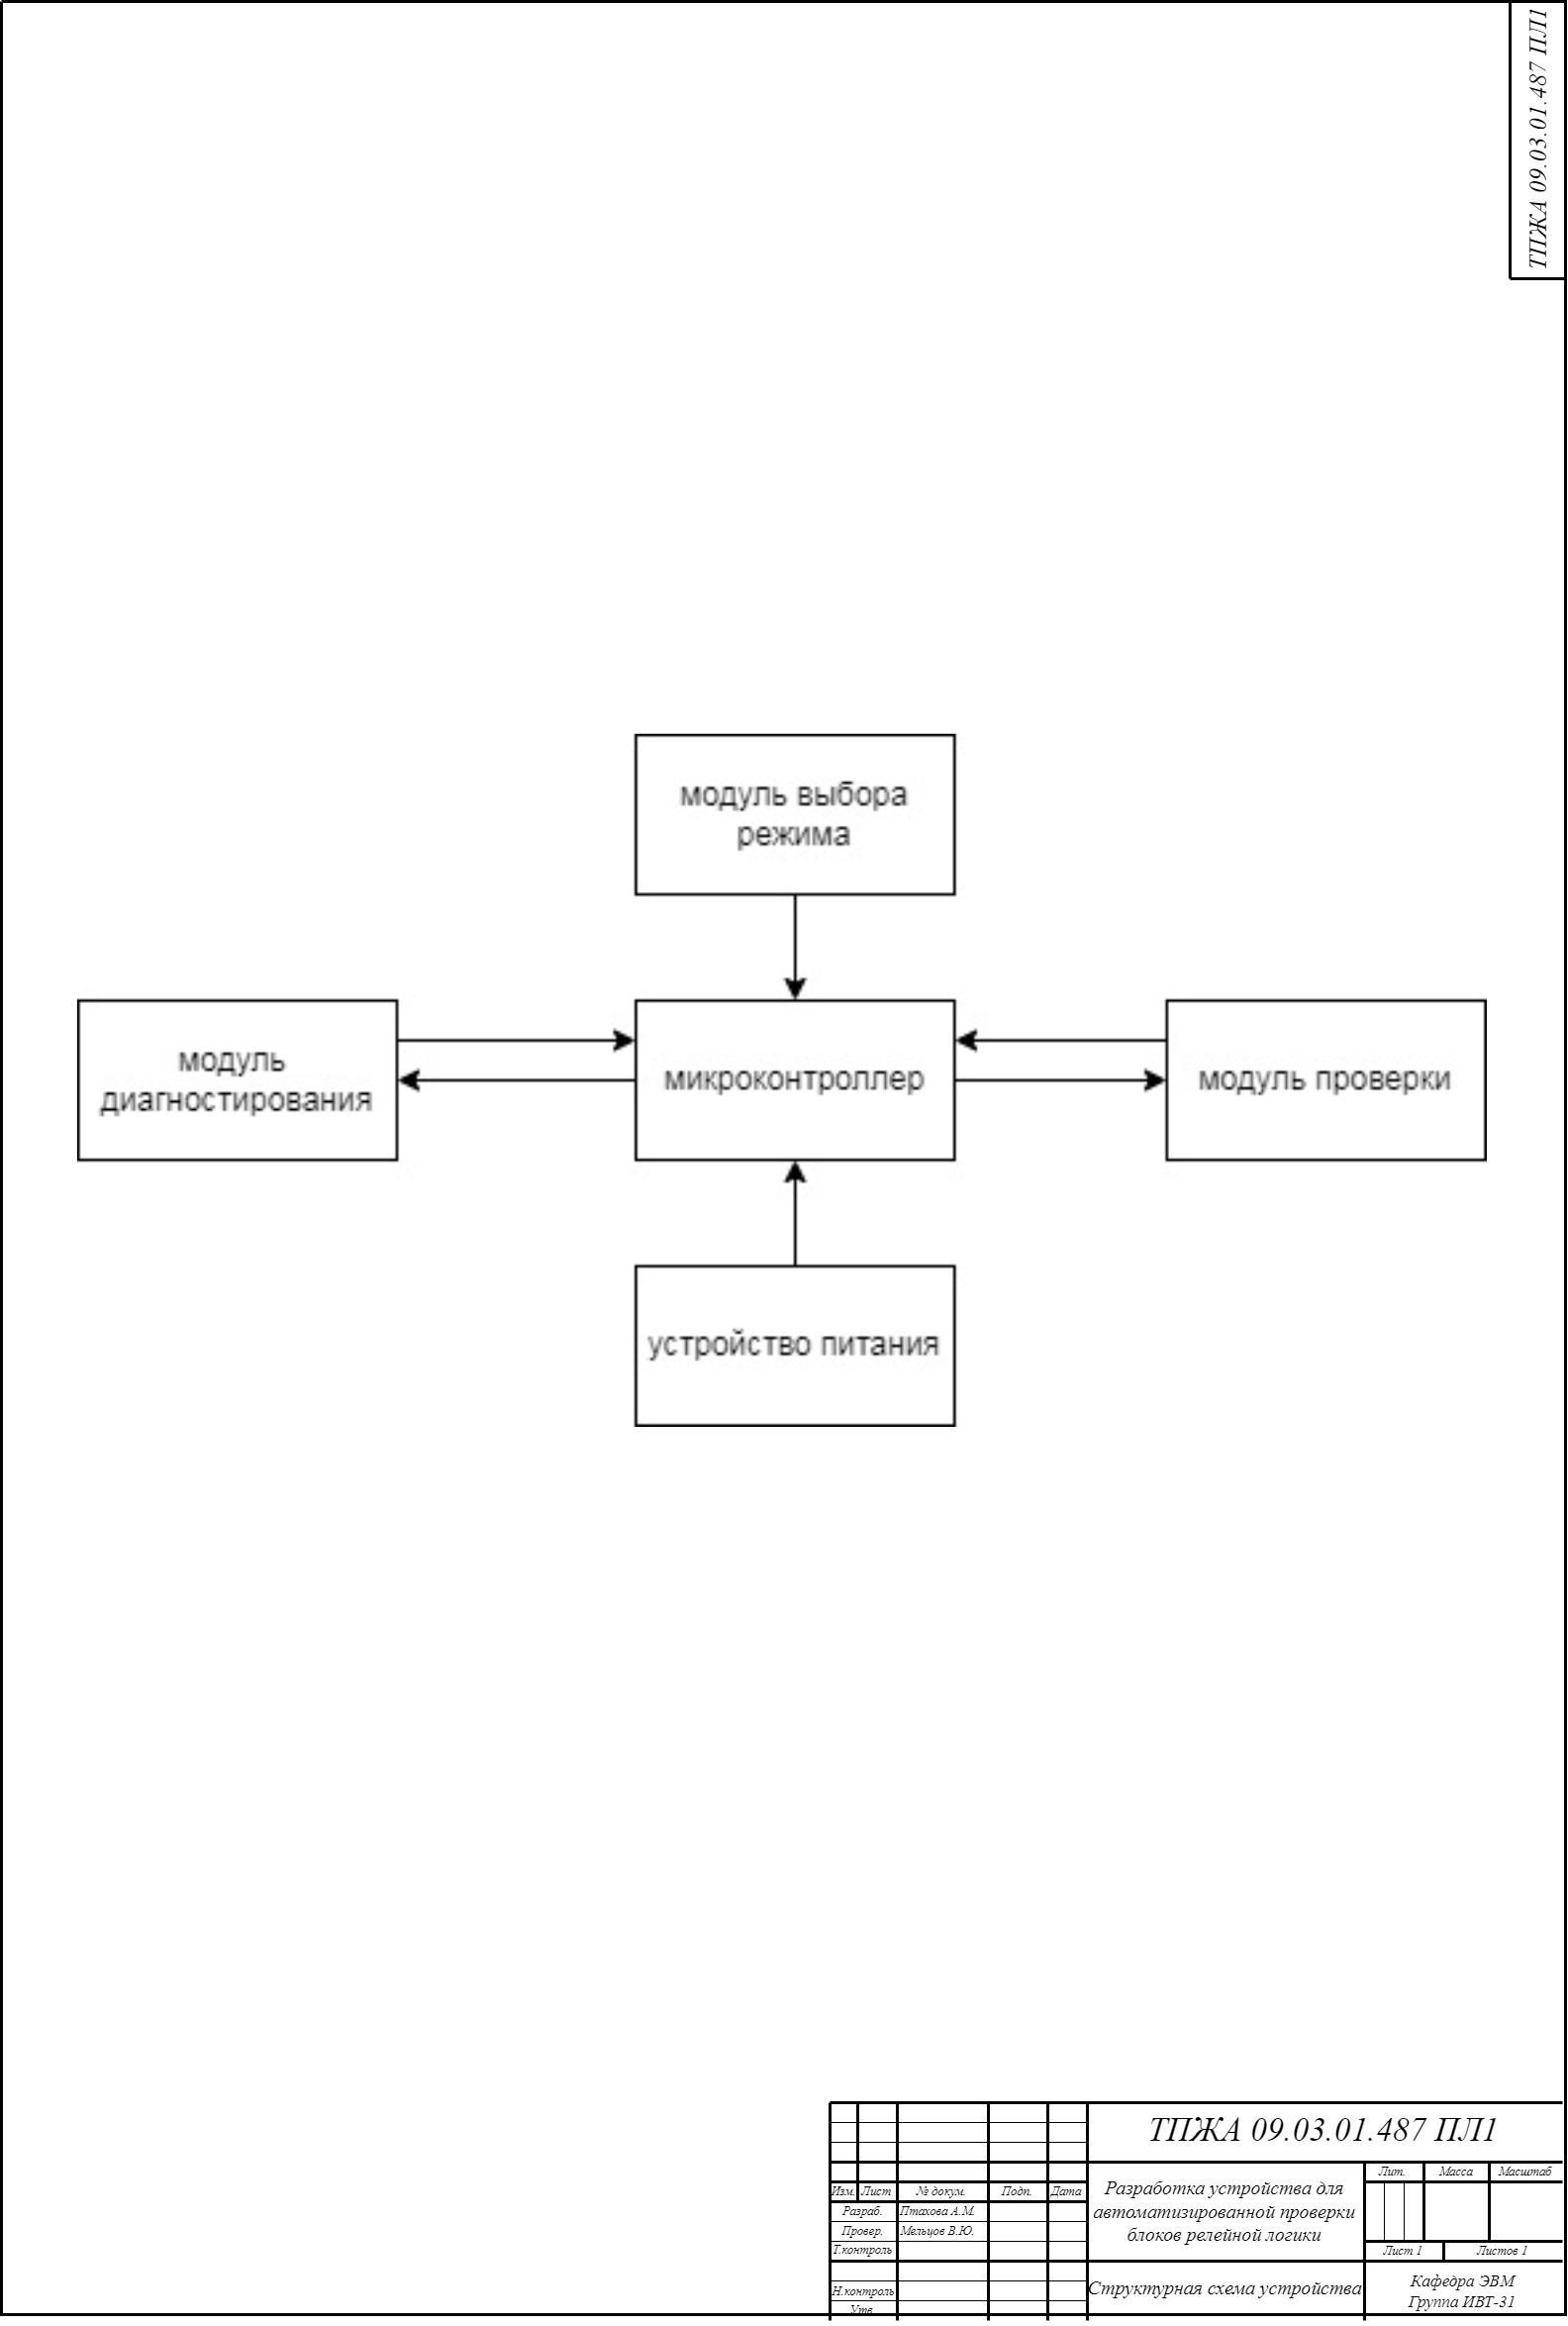 ТПЖА 09.03.01.487 ПЛ1
модуль выбора
режима
модуль
диагностирования
микроконтроллер
модуль проверки
устройство питания
ТПЖА 09.03.01.487 ПЛ1
Изм. Лист № докум. Подп. Дата
Разраб. Птахова А.М.
Провер. Мельцов В.Ю.
Т.контроль
Н.контроль
Утв
Разработка устройства для
автоматизированной проверки
блоков релейной логики
Структурная схема устройства
Лит. Масса Масштаб
Лист 1 Листов 1
Кафедра ЭВМ
Группа ИВТ-31